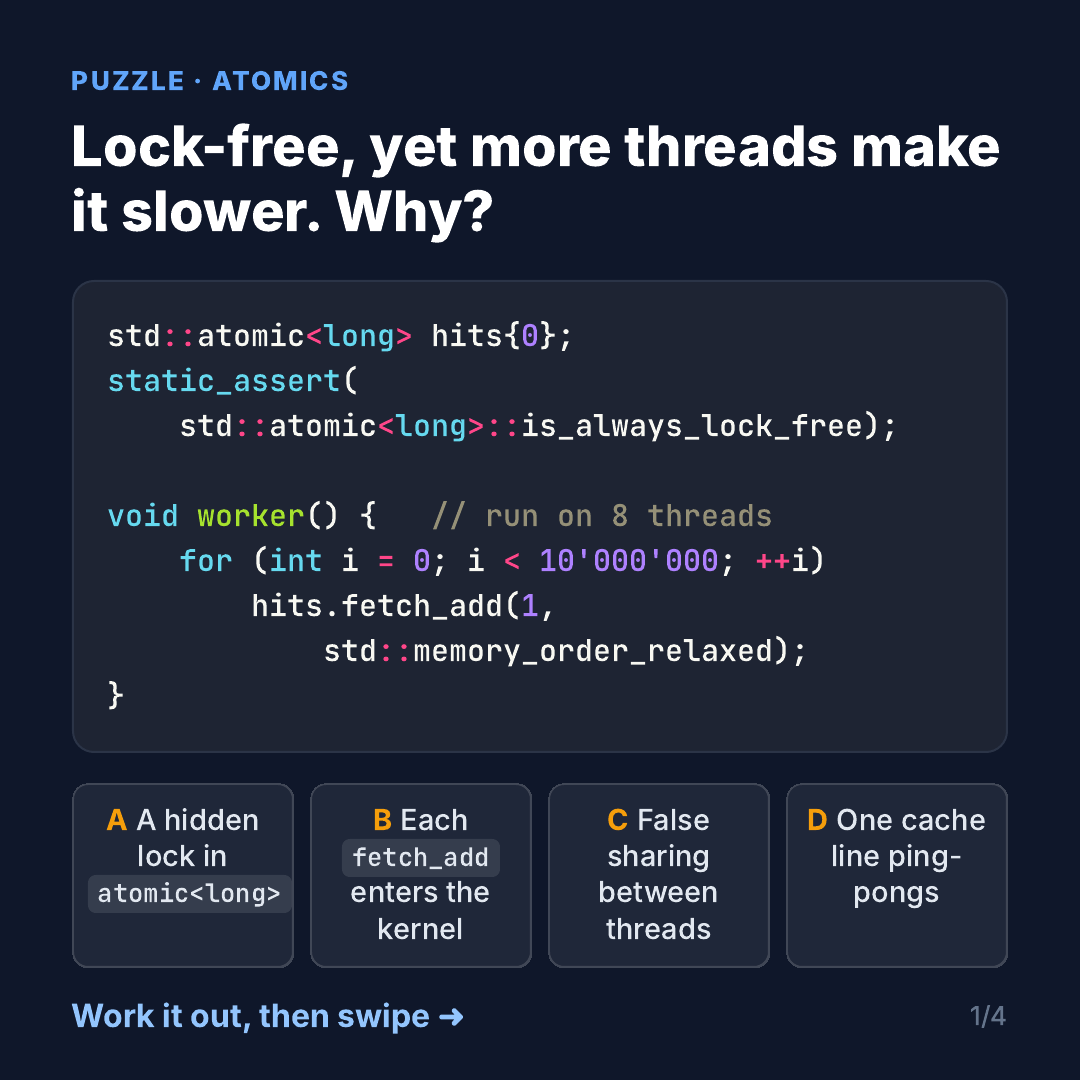 PUZZLE · ATOMICS
Lock-free, yet more threads make
it slower. Why?
std::atomic<long> hits{0};
static_assert(
    std::atomic<long>::is_always_lock_free);

void worker() {   // run on 8 threads
    for (int i = 0; i < 10'000'000; ++i)
        hits.fetch_add(1,
            std::memory_order_relaxed);
}
A A hidden
lock in
atomic<long>
B Each
fetch_add
enters the
kernel
C False
sharing
between
threads
D One cache
line ping-
pongs
Work it out, then swipe ➜
1/4